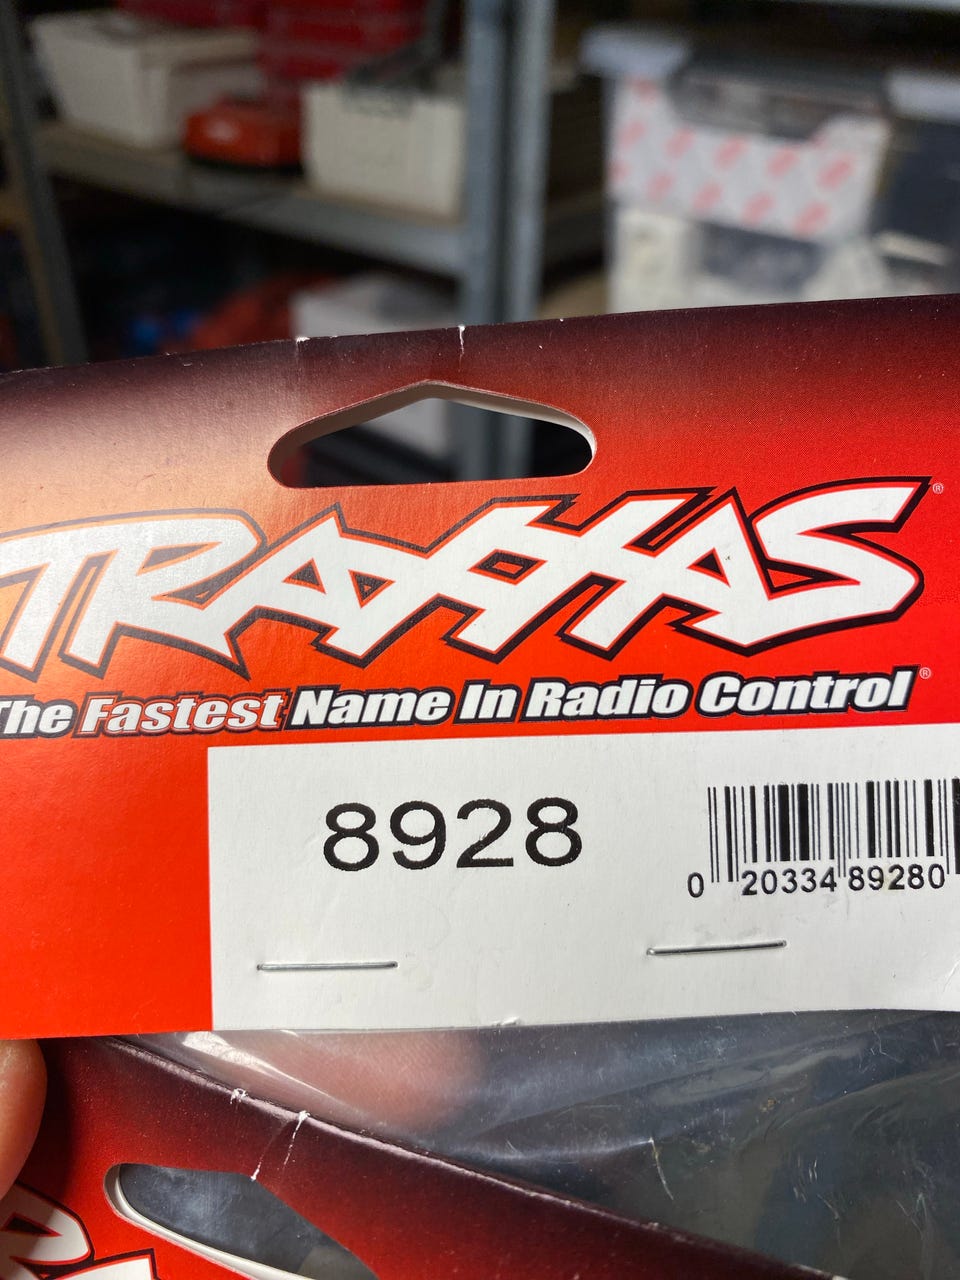 TRAXXAS®
The Fastest Name In Radio Control®
8928
0 20334 89280